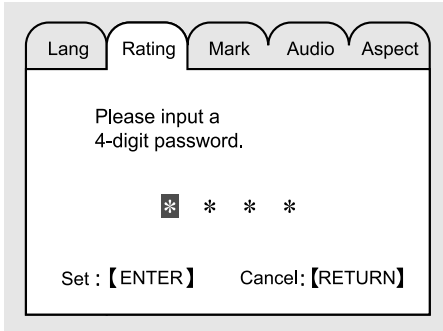 Lang Rating Mark Audio Aspect
Please input a
4-digit password.
* * * *
Set :【ENTER】 Cancel:【RETURN】